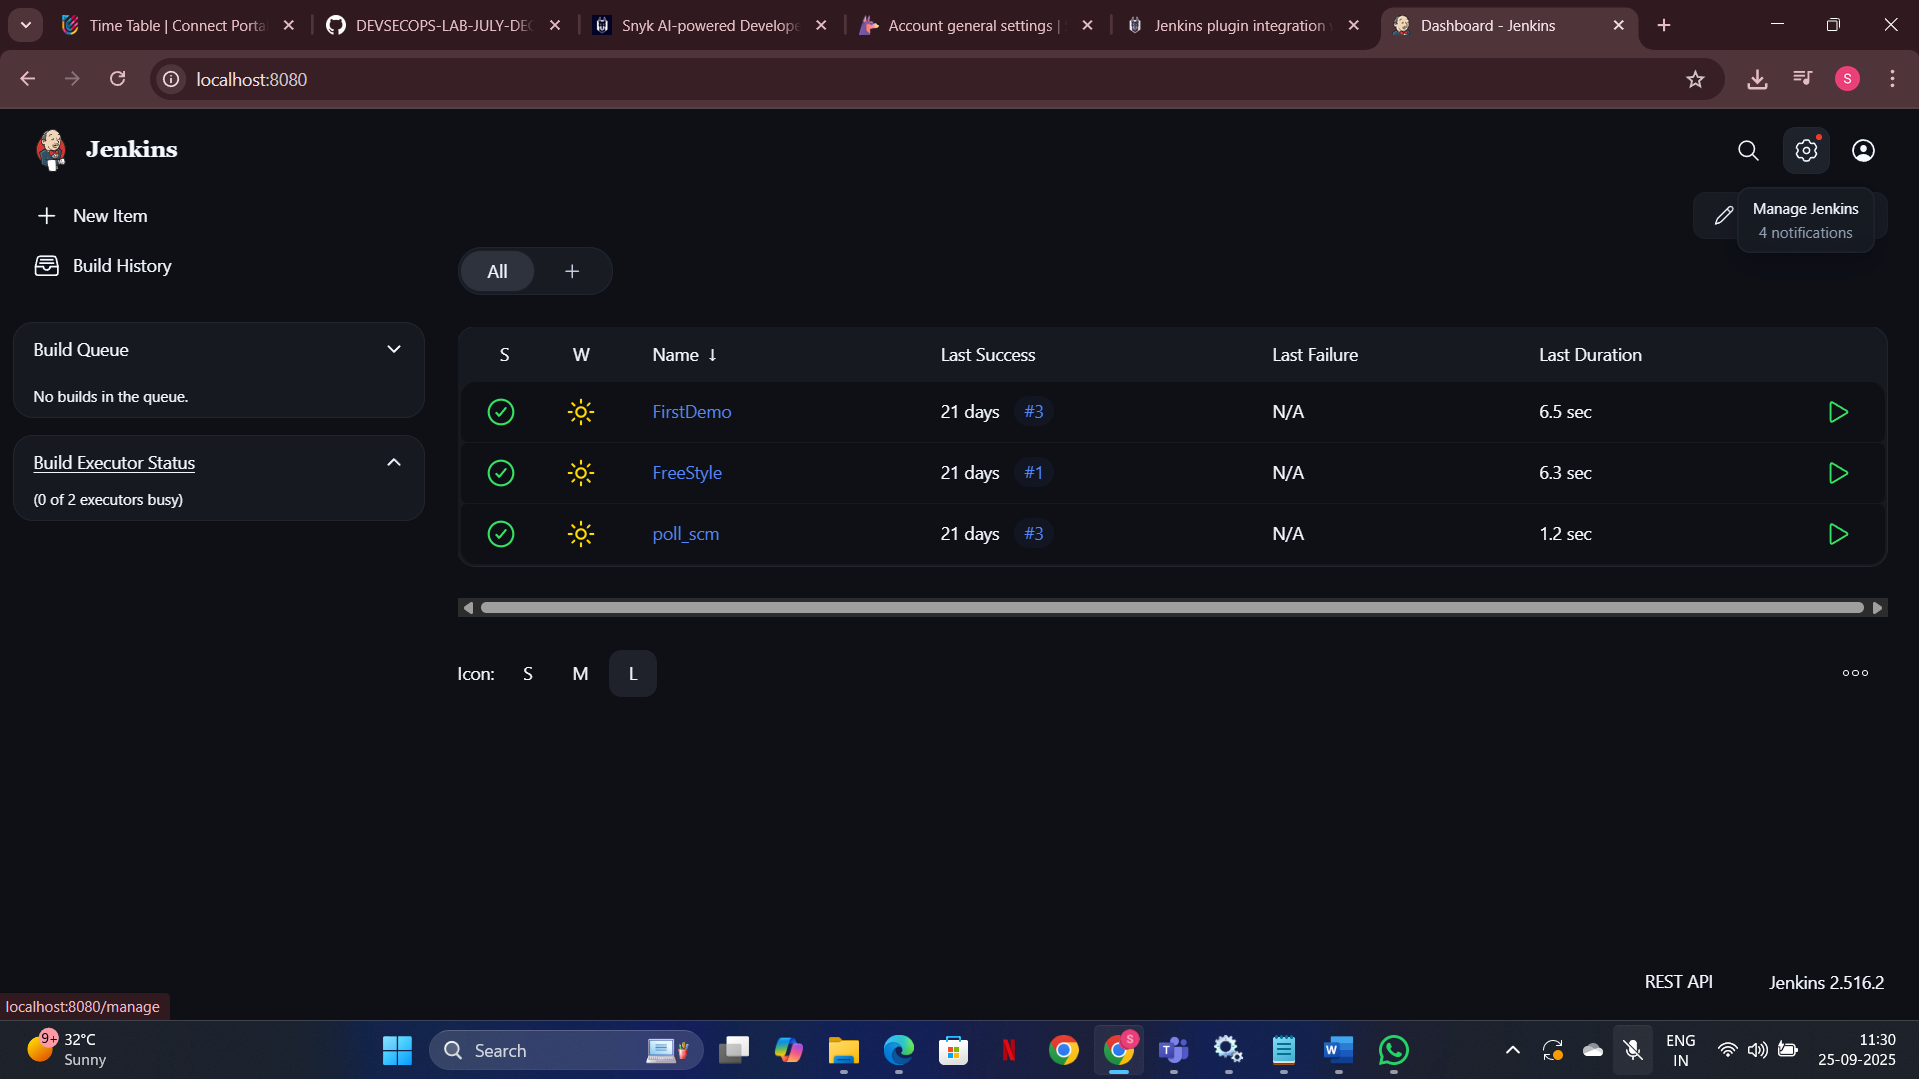 Time Table | Connect Porta
DEVSECOPS-LAB-JULY-DEC
Snyk AI-powered Develope
Account general settings |
Jenkins plugin integration
Dashboard - Jenkins
localhost:8080
S
Jenkins
New Item
Build History
Manage Jenkins
4 notifications
All
Build Queue
No builds in the queue.
Build Executor Status
(0 of 2 executors busy)
S W Name ↓ Last Success Last Failure Last Duration
FirstDemo 21 days #3 N/A 6.5 sec
FreeStyle 21 days #1 N/A 6.3 sec
poll_scm 21 days #3 N/A 1.2 sec
Icon: S M L
REST API Jenkins 2.516.2
localhost:8080/manage
9+
32°C
Sunny
Search
N
S
T
W
ENG
IN
11:30
25-09-2025